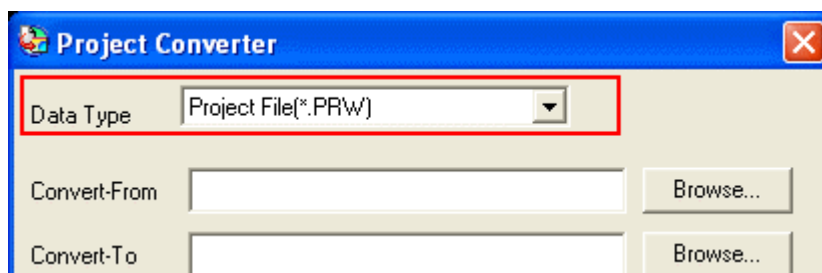 Project Converter
Data Type Project File(*.PRW)
Convert-From Browse...
Convert-To Browse...